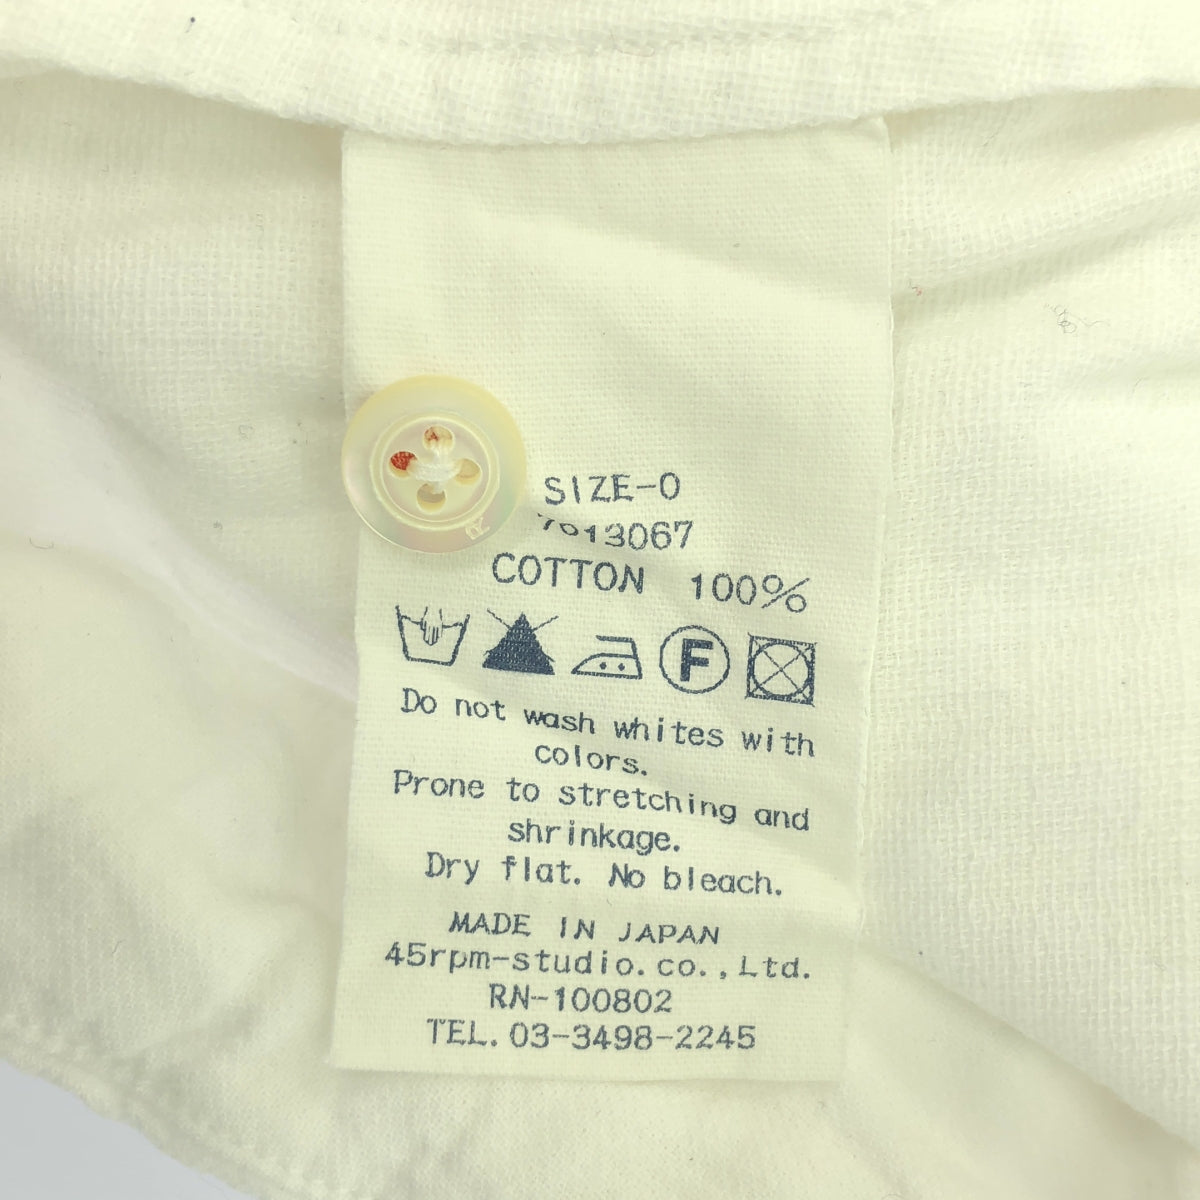 SIZE-0
7613067
COTTON 100%
F
Do not wash whites with
colors.
Prone to stretching and
shrinkage.
Dry flat. No bleach.
MADE IN JAPAN
45rpm-studio.co.,Ltd.
RN-100802
TEL.03-3498-2245
R